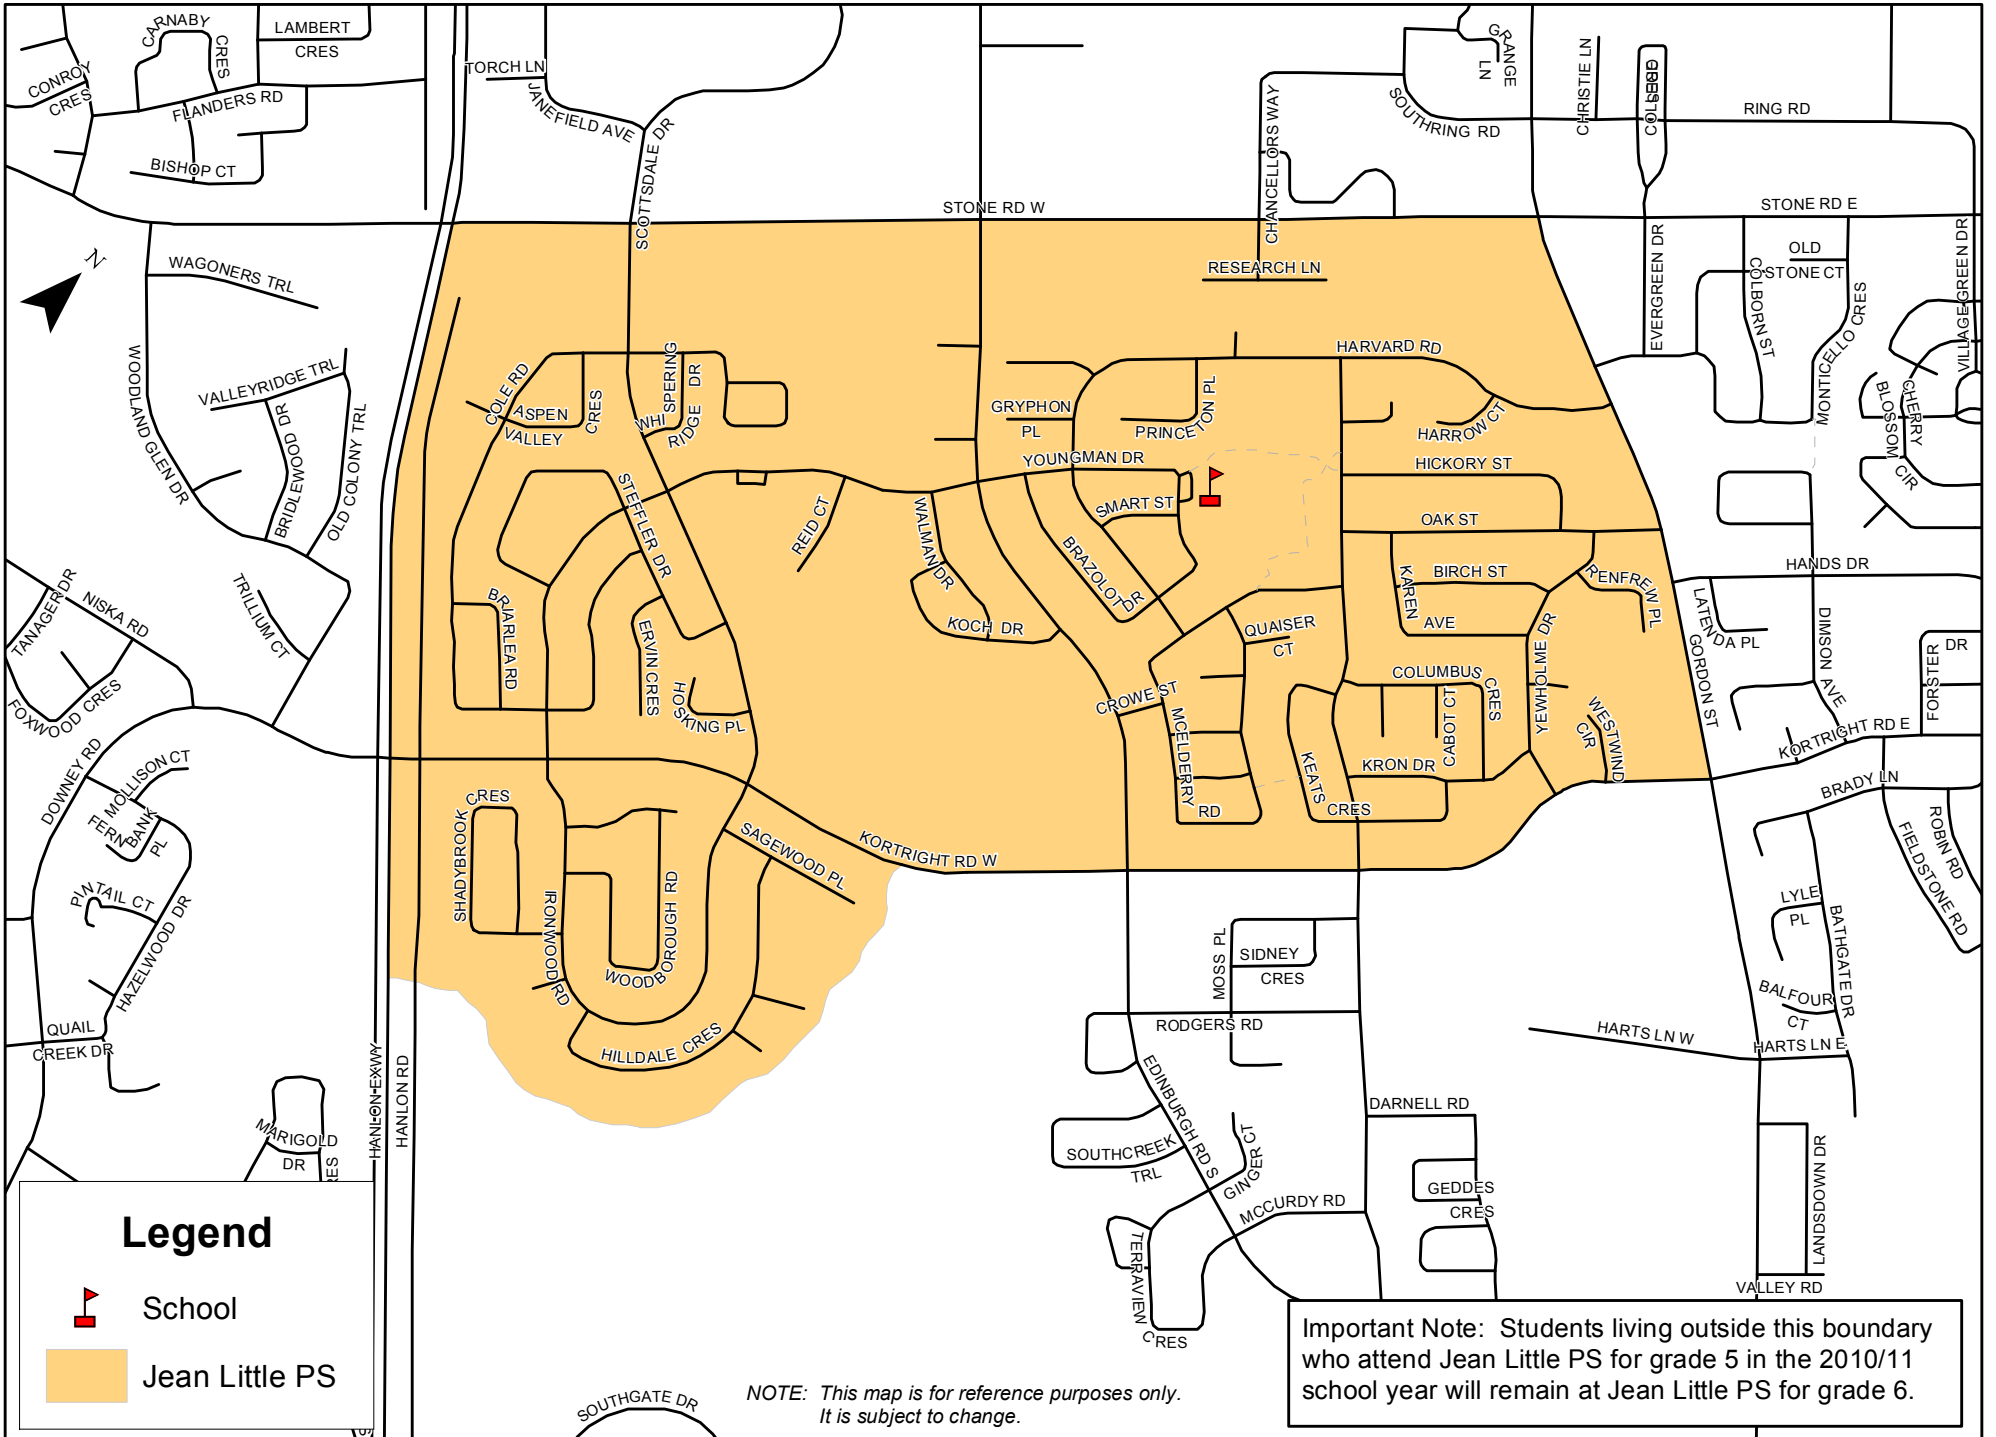 CARNABY
CRES
LAMBERT
CRES
CONROY
CRES
FLANDERS RD
BISHOP CT
TORCH LN
JANEFIELD AVE
SCOTTSDALE DR
STONE RD W
CHANCELLORS WAY
SOUTHRING RD
GRANGE
LN
CHRISTIE LN
RING RD
STONE RD E
EVERGREEN DR
COLBORN ST
OLD
STONE CT
MONTICELLO CRES
VILLAGE GREEN DR
CHERRY
BLOSSOM
CIR
N
WAGONERS TRL
WOODLAND GLEN DR
VALLEYRIDGE TRL
BRIDLEWOOD DR
OLD COLONY TRL
TRILLIUM CT
NISKA RD
TANAGER DR
FOXWOOD CRES
DOWNEY RD
MOLLISON CT
FERN
BANK
PL
PINTAIL CT
HAZELWOOD DR
QUAIL
CREEK DR
MARIGOLD
DR
RES
HANLON EXWY
HANLON RD
RESEARCH LN
HARVARD RD
COLE RD
ASPEN
VALLEY
CRES
WHI
SPERING
RIDGE
DR
GRYPHON
PL
PRINCETON PL
HARROW CT
YOUNGMAN DR
HICKORY ST
SMART ST
OAK ST
STEFFLER DR
REID CT
WALMAN DR
KOCH DR
BRAZOLOT DR
BIRCH ST
KAREN
AVE
RENFREW PL
YEWHOLME DR
QUAISER
CT
COLUMBUS
CRES
CABOT CT
KRON DR
KEATS
CRES
WESTWIND
CIR
CROWE ST
MCELDERRY
RD
BRIARLEA RD
ERVIN CRES
HOSKING PL
SHADYBROOK
CRES
IRONWOOD RD
WOODBOROUGH RD
HILLDALE CRES
SAGEWOOD PL
KORTRIGHT RD W
HANDS DR
LATENDA PL
GORDON ST
DIMSON AVE
FORSTER
DR
KORTRIGHT RD E
BRADY LN
ROBIN RD
FIELDSTONE RD
LYLE
PL
BATHGATE DR
BALFOUR
CT
HARTS LN W
HARTS LN E
MOSS PL
SIDNEY
CRES
RODGERS RD
EDINBURGH RD S
SOUTHCREEK
TRL
GINGER CT
MCCURDY RD
DARNELL RD
GEDDES
CRES
TERRAVIEW
CRES
LANDSDOWN DR
VALLEY RD
SOUTHGATE DR
Legend
School
Jean Little PS
NOTE: This map is for reference purposes only.
It is subject to change.
Important Note: Students living outside this boundary
who attend Jean Little PS for grade 5 in the 2010/11
school year will remain at Jean Little PS for grade 6.